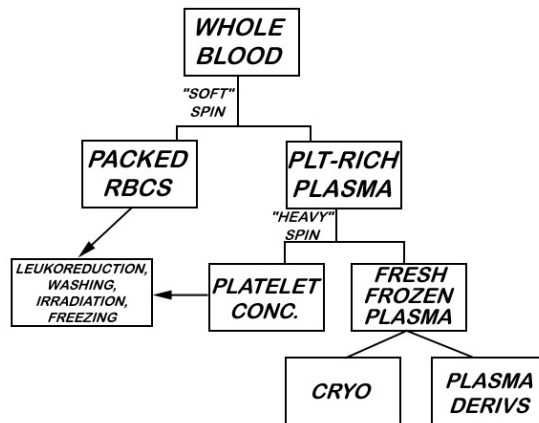 WHOLE
BLOOD
"SOFT"
SPIN
PACKED
RBCS
PLT-RICH
PLASMA
"HEAVY"
SPIN
LEUKOREDUCTION,
WASHING,
IRRADIATION,
FREEZING
PLATELET
CONC.
FRESH
FROZEN
PLASMA
CRYO
PLASMA
DERIVS